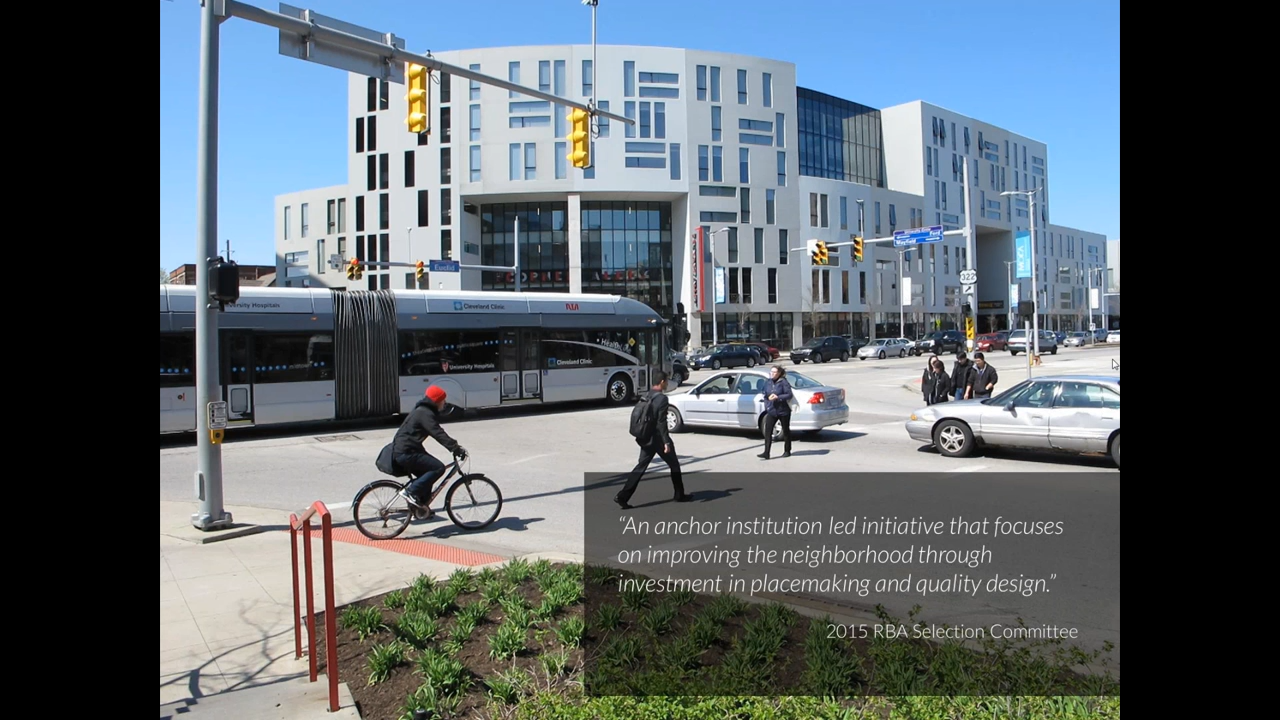 Euclid
322
University Hospitals
Cleveland Clinic
RTA
University Hospitals
Cleveland Clinic
“An anchor institution led initiative that focuses
on improving the neighborhood through
investment in placemaking and quality design.”
2015 RBA Selection Committee